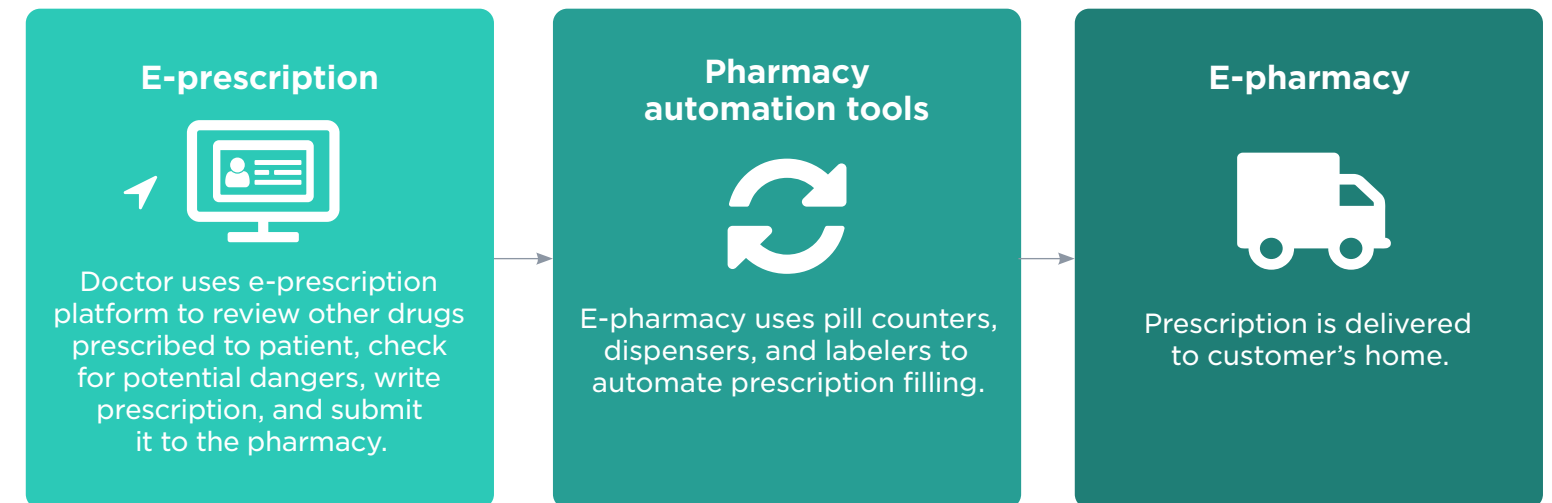 E-prescription
Doctor uses e-prescription
platform to review other drugs
prescribed to patient, check
for potential dangers, write
prescription, and submit
it to the pharmacy.
Pharmacy
automation tools
E-pharmacy uses pill counters,
dispensers, and labelers to
automate prescription filling.
E-pharmacy
Prescription is delivered
to customer’s home.